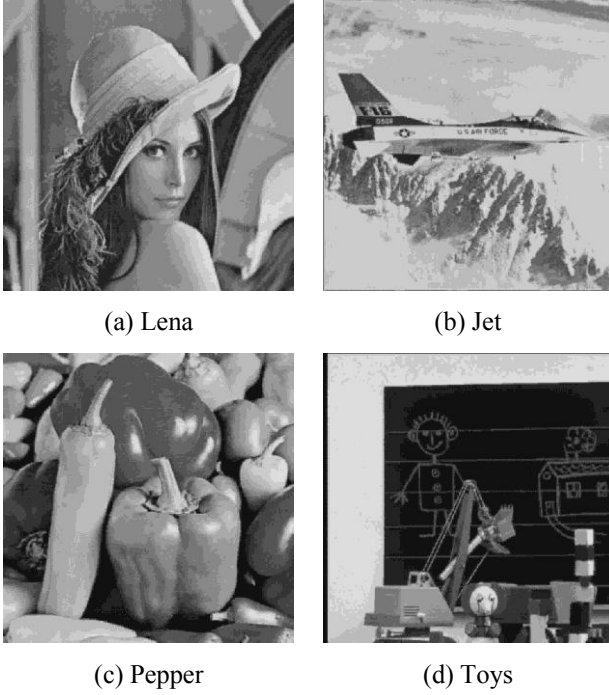 F16
U.S. AIR FORCE
(a) Lena
(b) Jet
(c) Pepper
(d) Toys